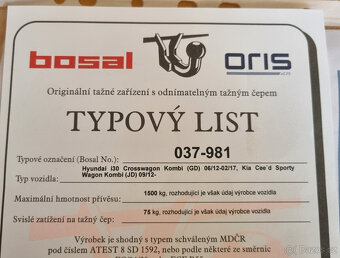 bosal
oris
Originální tažné zařízení s odnímatelným tažným čepem
TYPOVÝ LIST
Typové označení (Bosal No.): 037-981
Hyundai I30 Crosswagon Kombi (GD) 06/12-02/17, Kia Cee´d Sporty
Typ vozidla: Wagon Kombi (JD) 09/12-
Maximální hmotnost přívěsu: 1500 kg, rozhodující je však údaj výrobce vozidla
Svislé zatížení na tažný čep: 75 kg, rozhodující je však údaj výrobce vozidla
Výrobek je shodný s typem schváleným MDČR
pod číslem ATEST 8 SD 1592, nebo podle některé ze směrnic